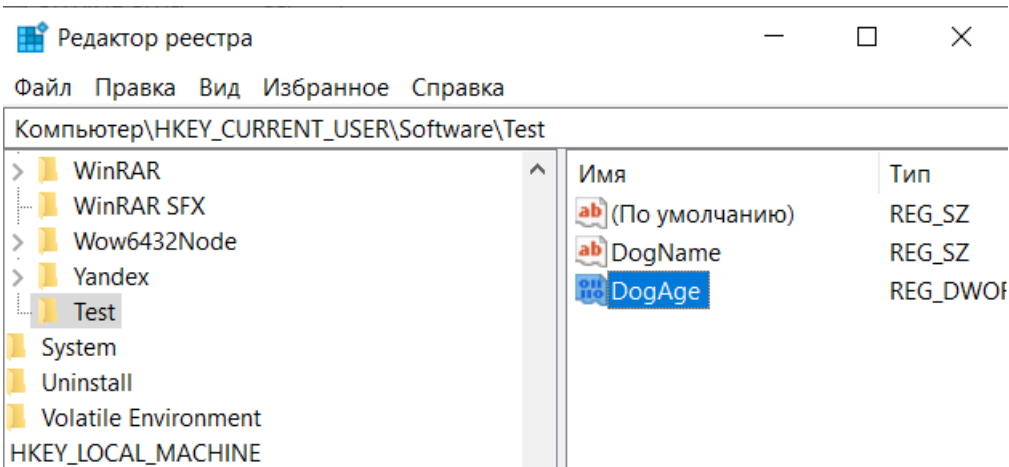 Редактор реестра
Файл Правка Вид Избранное Справка
Компьютер\HKEY_CURRENT_USER\Software\Test
WinRAR
WinRAR SFX
Wow6432Node
Yandex
Test
System
Uninstall
Volatile Environment
HKEY_LOCAL_MACHINE
Имя Тип
(По умолчанию) REG_SZ
DogName REG_SZ
DogAge